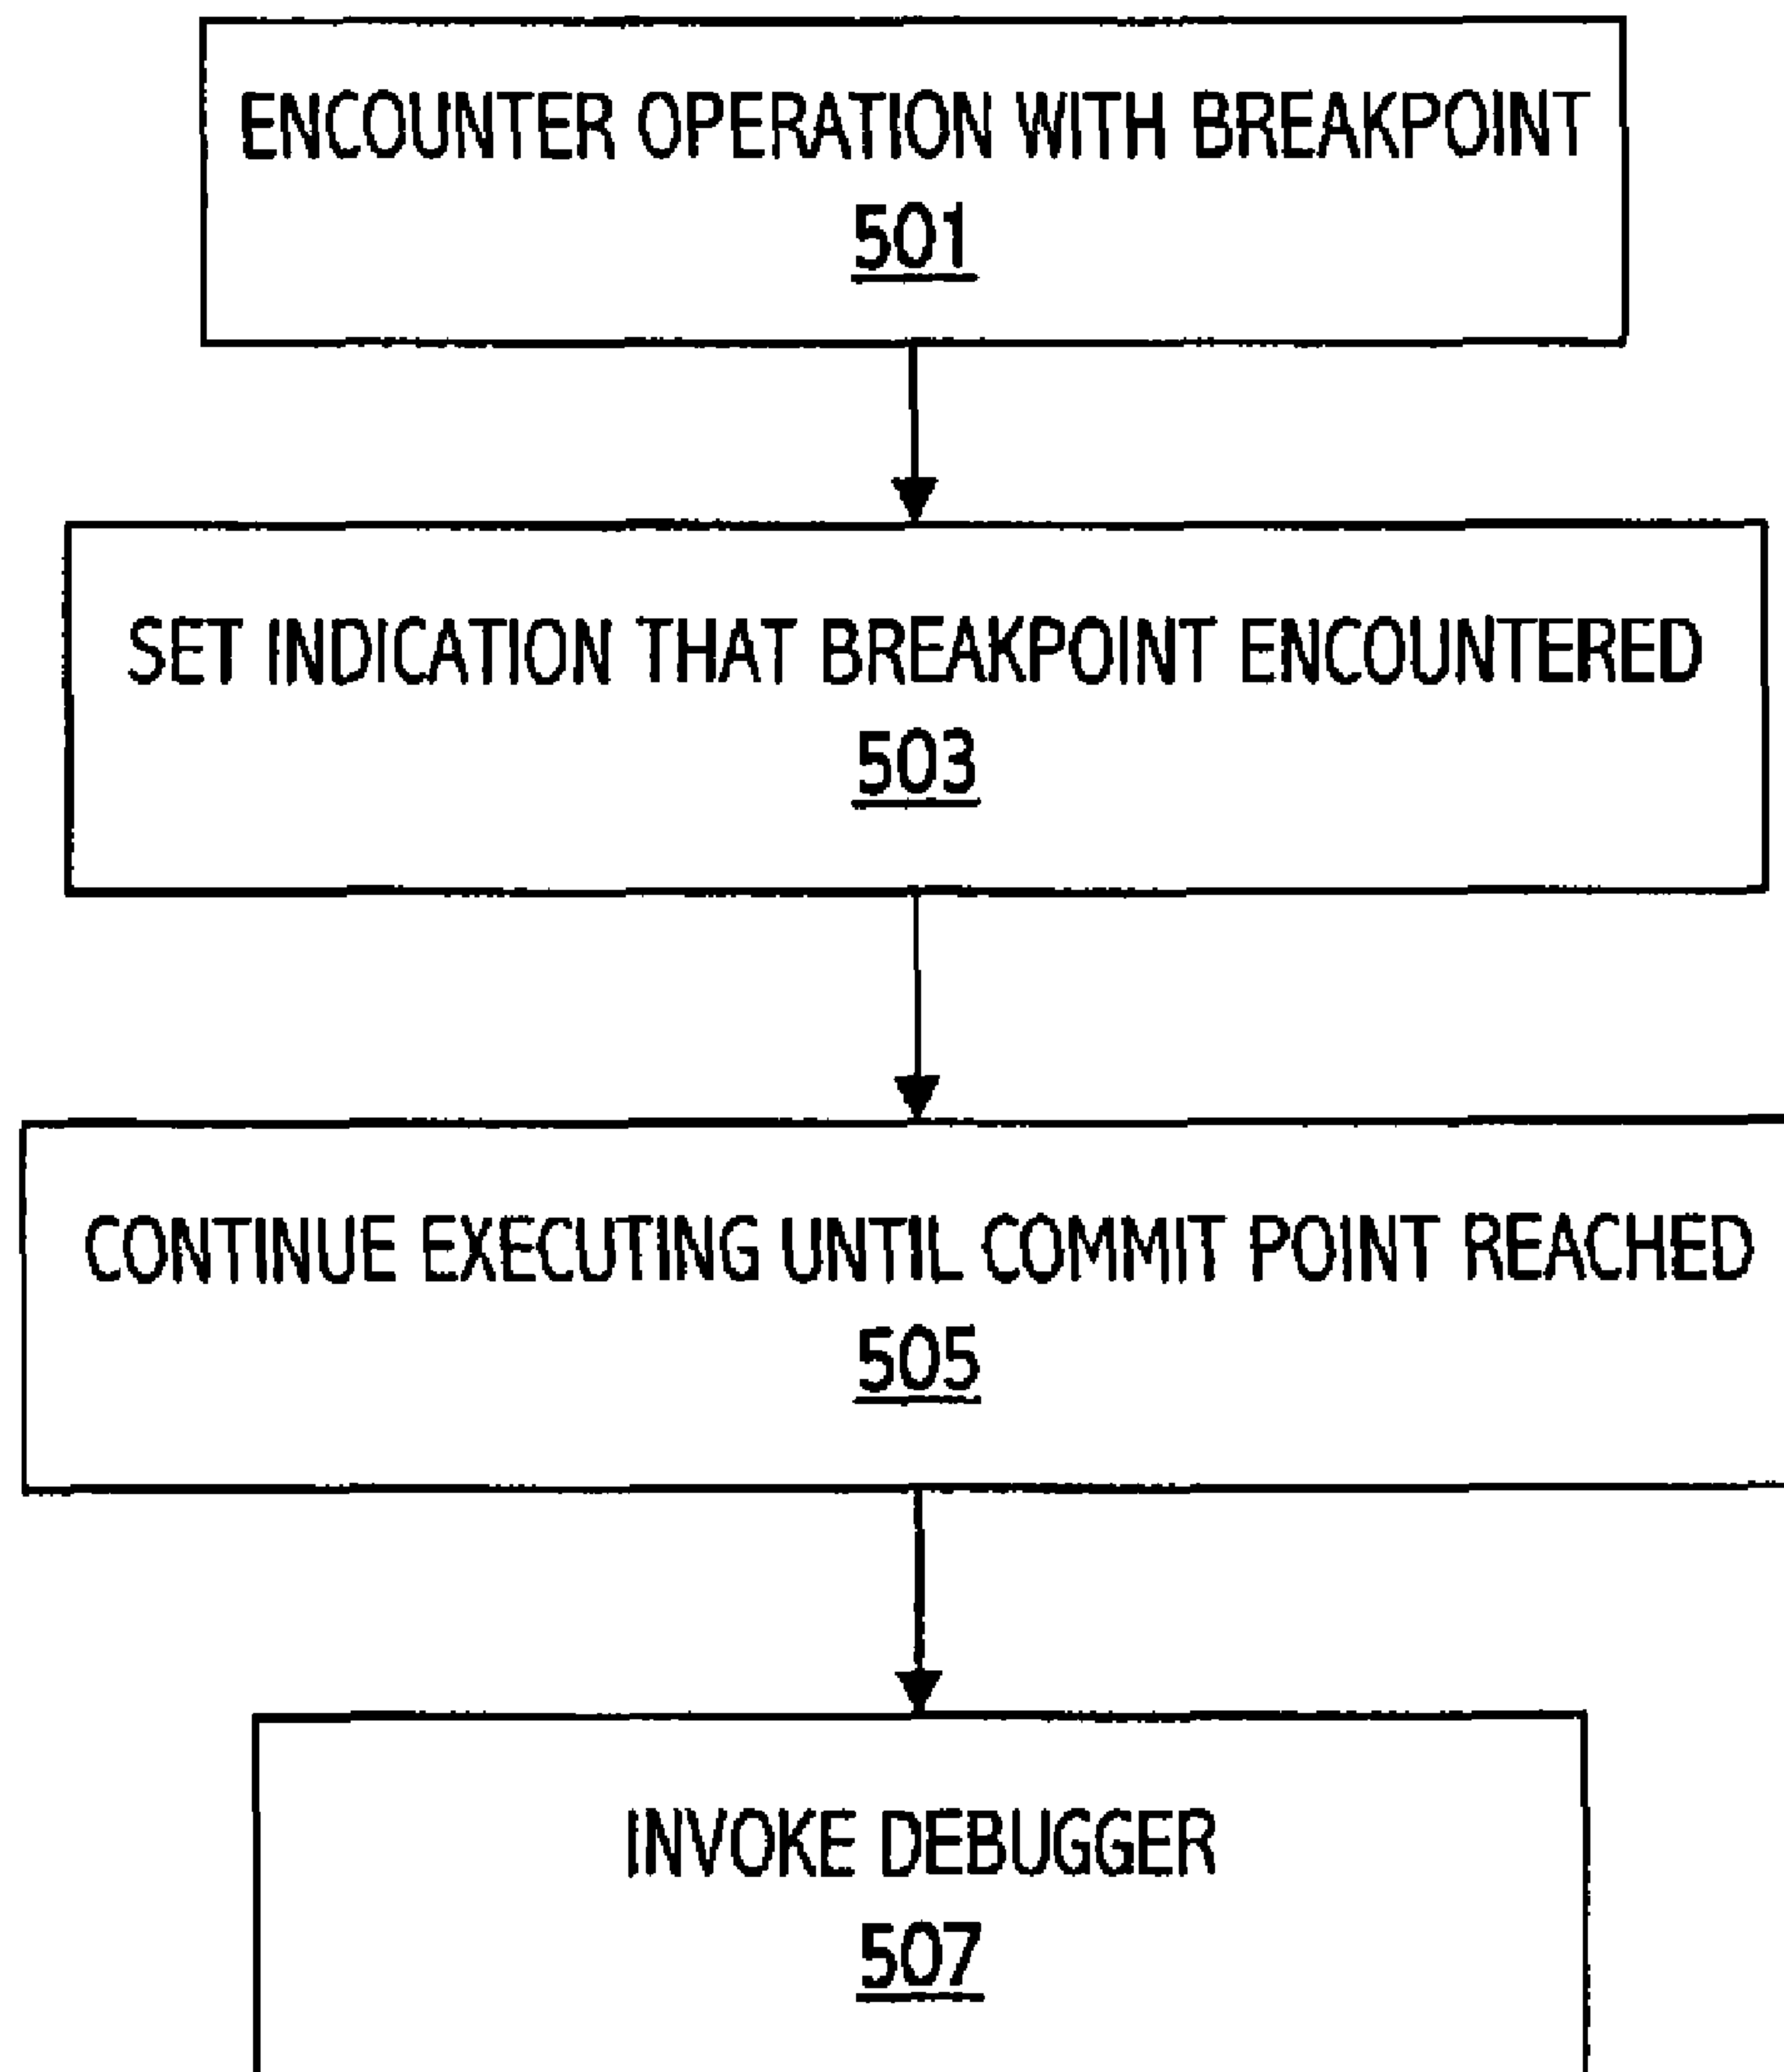 ENCOUNTER OPERATION WITH BREAKPOINT
501
SET INDICATION THAT BREAKPOINT ENCOUNTERED
503
CONTINUE EXECUTING UNTIL COMMIT POINT REACHED
505
INVOKE DEBUGGER
507